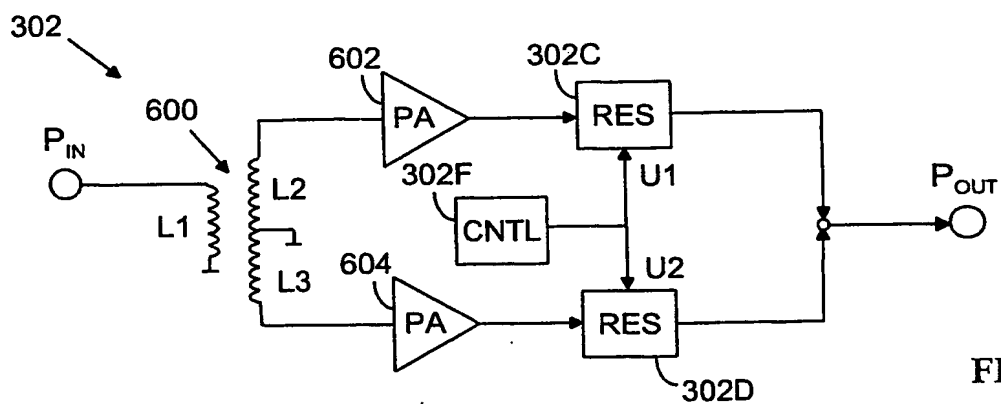 302
600
P_IN
L1
L2
L3
602
PA
302C
RES
302F
CNTL
U1
U2
604
PA
RES
302D
P_OUT